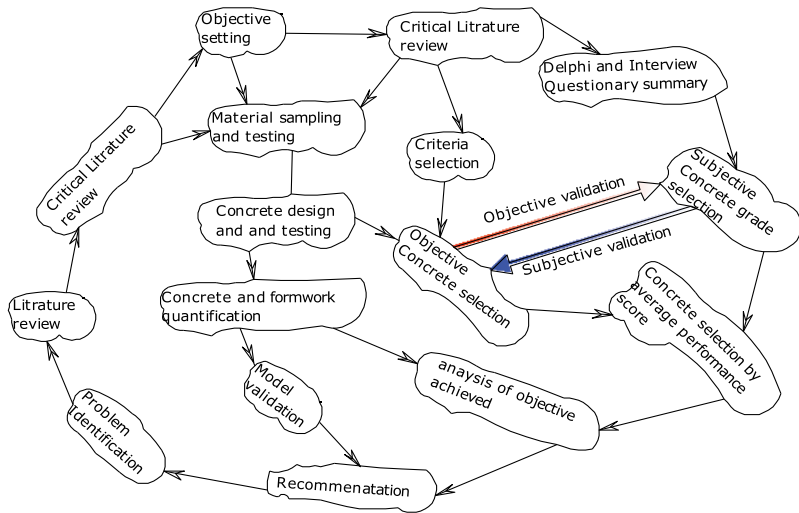 Objective
setting
Critical Litrature
review
Delphi and Interview
Questionary summary
Material sampling
and testing
Critical Litrature
review
Criteria
selection
Subjective
Concrete grade
selection
Objective validation
Subjective validation
Concrete design
and and testing
Objective
Concrete selection
Concrete and formwork
quantification
Litrature
review
Concrete selection by
average performance
score
Model
validation
anaysis of objective
achieved
Problem
Identification
Recommenatation